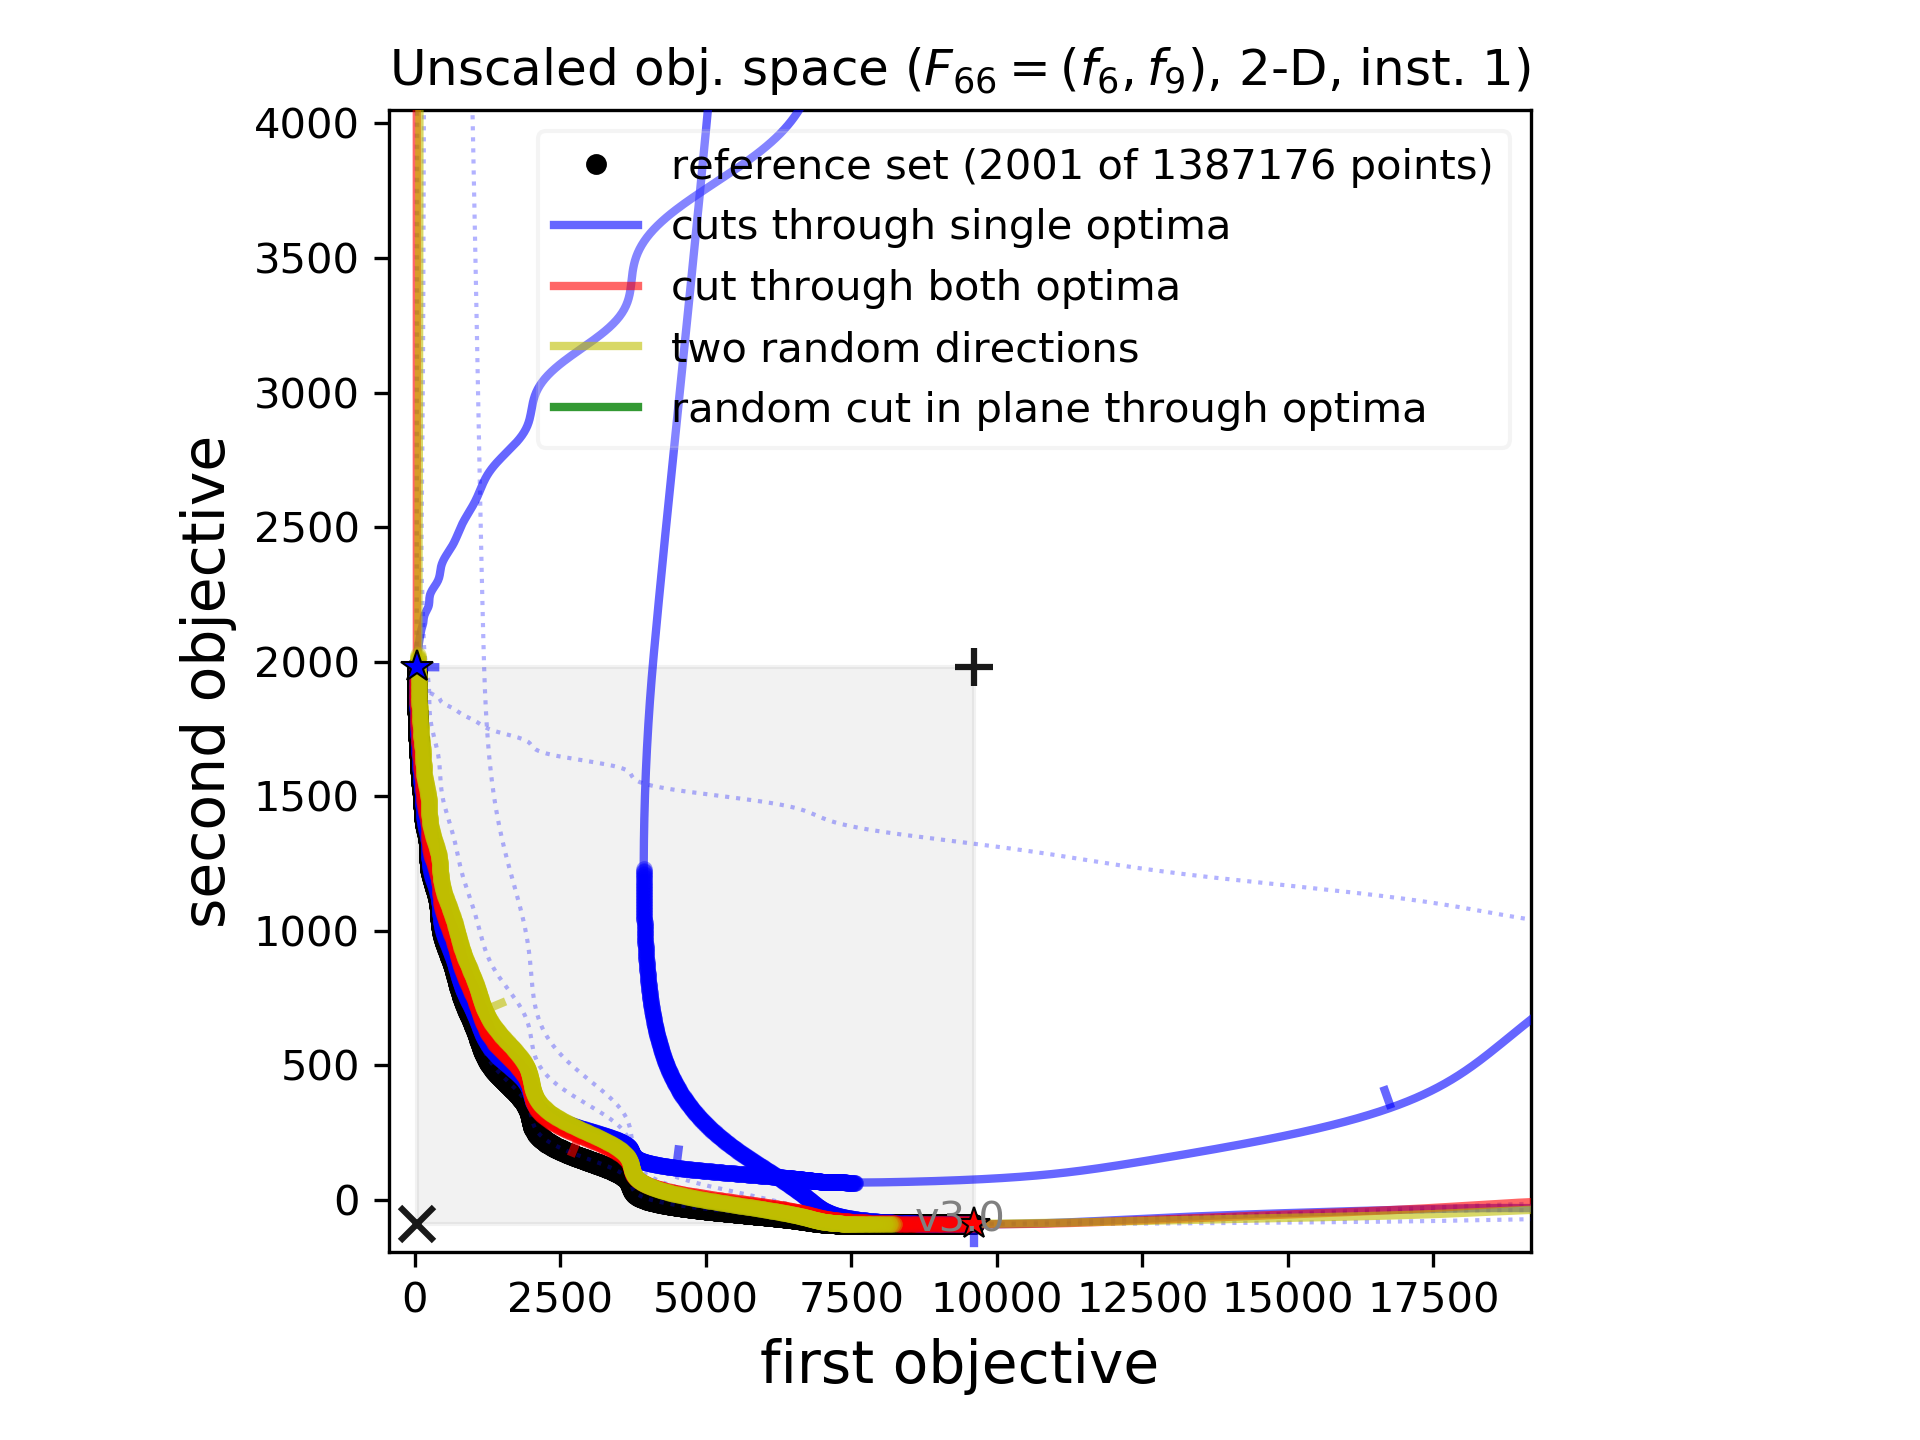 Unscaled obj. space (F66 = (f6, f9), 2-D, inst. 1)
reference set (2001 of 1387176 points)
cuts through single optima
cut through both optima
two random directions
random cut in plane through optima
4000
3500
3000
2500
2000
1500
1000
500
0
second objective
v3.0
0 2500 5000 7500 10000 12500 15000 17500
first objective